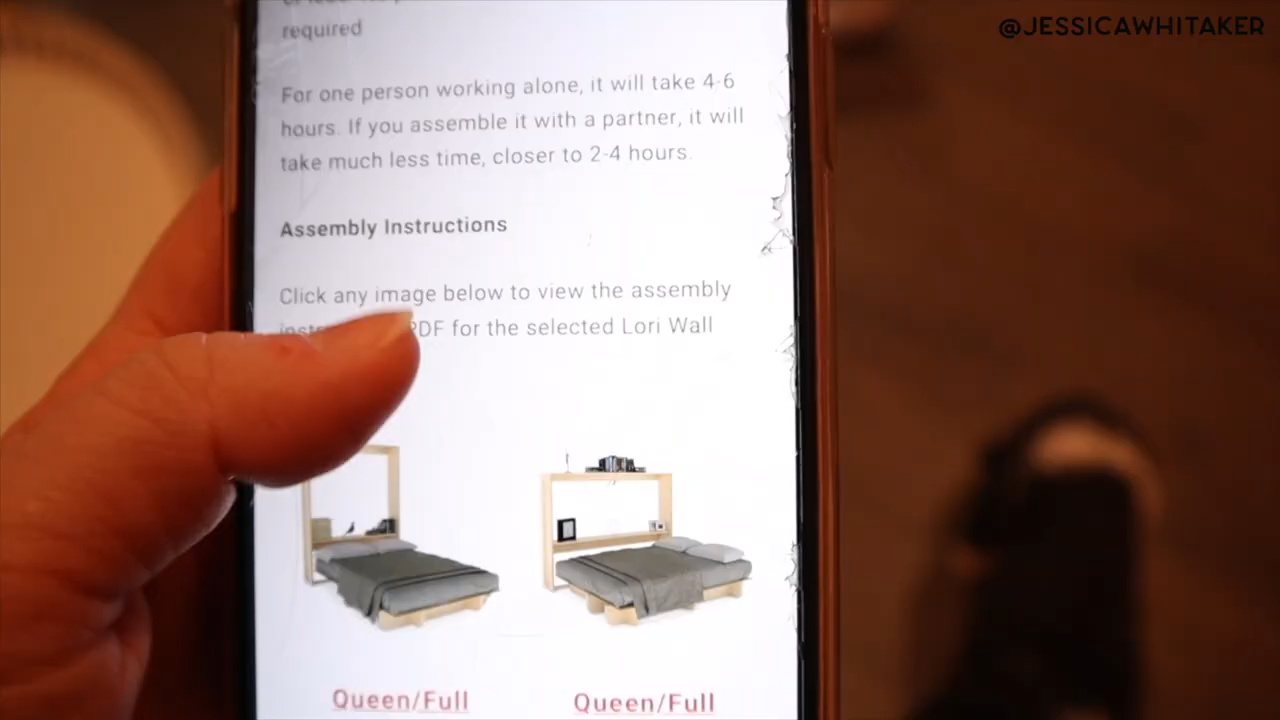 @JESSICAWHITAKER
required
For one person working alone, it will take 4-6
hours. If you assemble it with a partner, it will
take much less time, closer to 2-4 hours.
Assembly Instructions
Click any image below to view the assembly
PDF for the selected Lori Wall
Queen/Full
Queen/Full